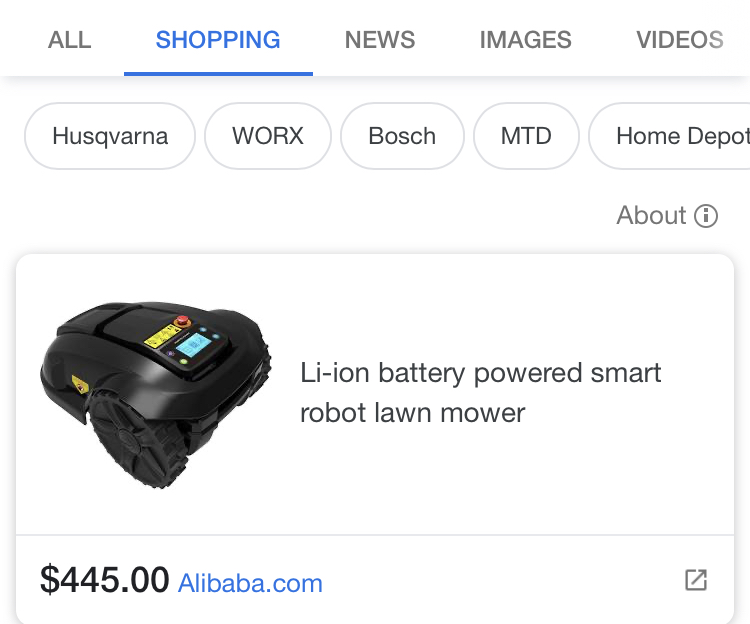 ALL SHOPPING NEWS IMAGES VIDEOS
Husqvarna WORX Bosch MTD Home Depot
About
Li-ion battery powered smart
robot lawn mower
$445.00 Alibaba.com